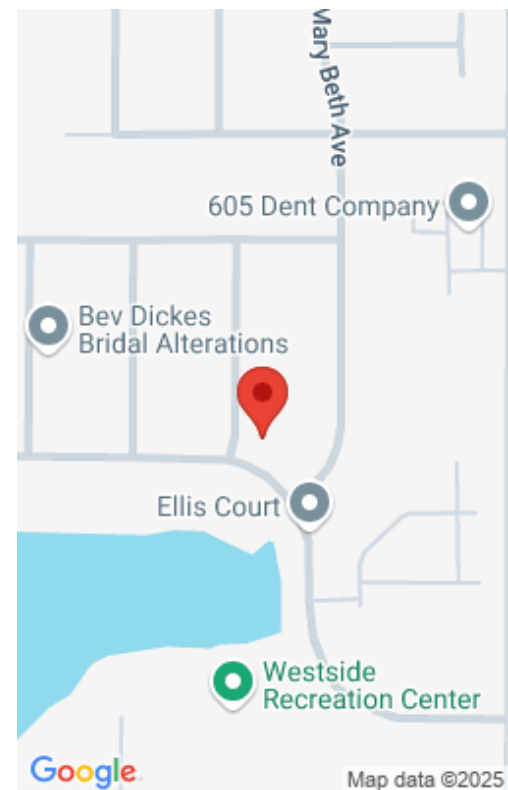 Mary Beth Ave
605 Dent Company
Bev Dickes
Bridal Alterations
Ellis Court
Westside
Recreation Center
Google
Map data ©2025